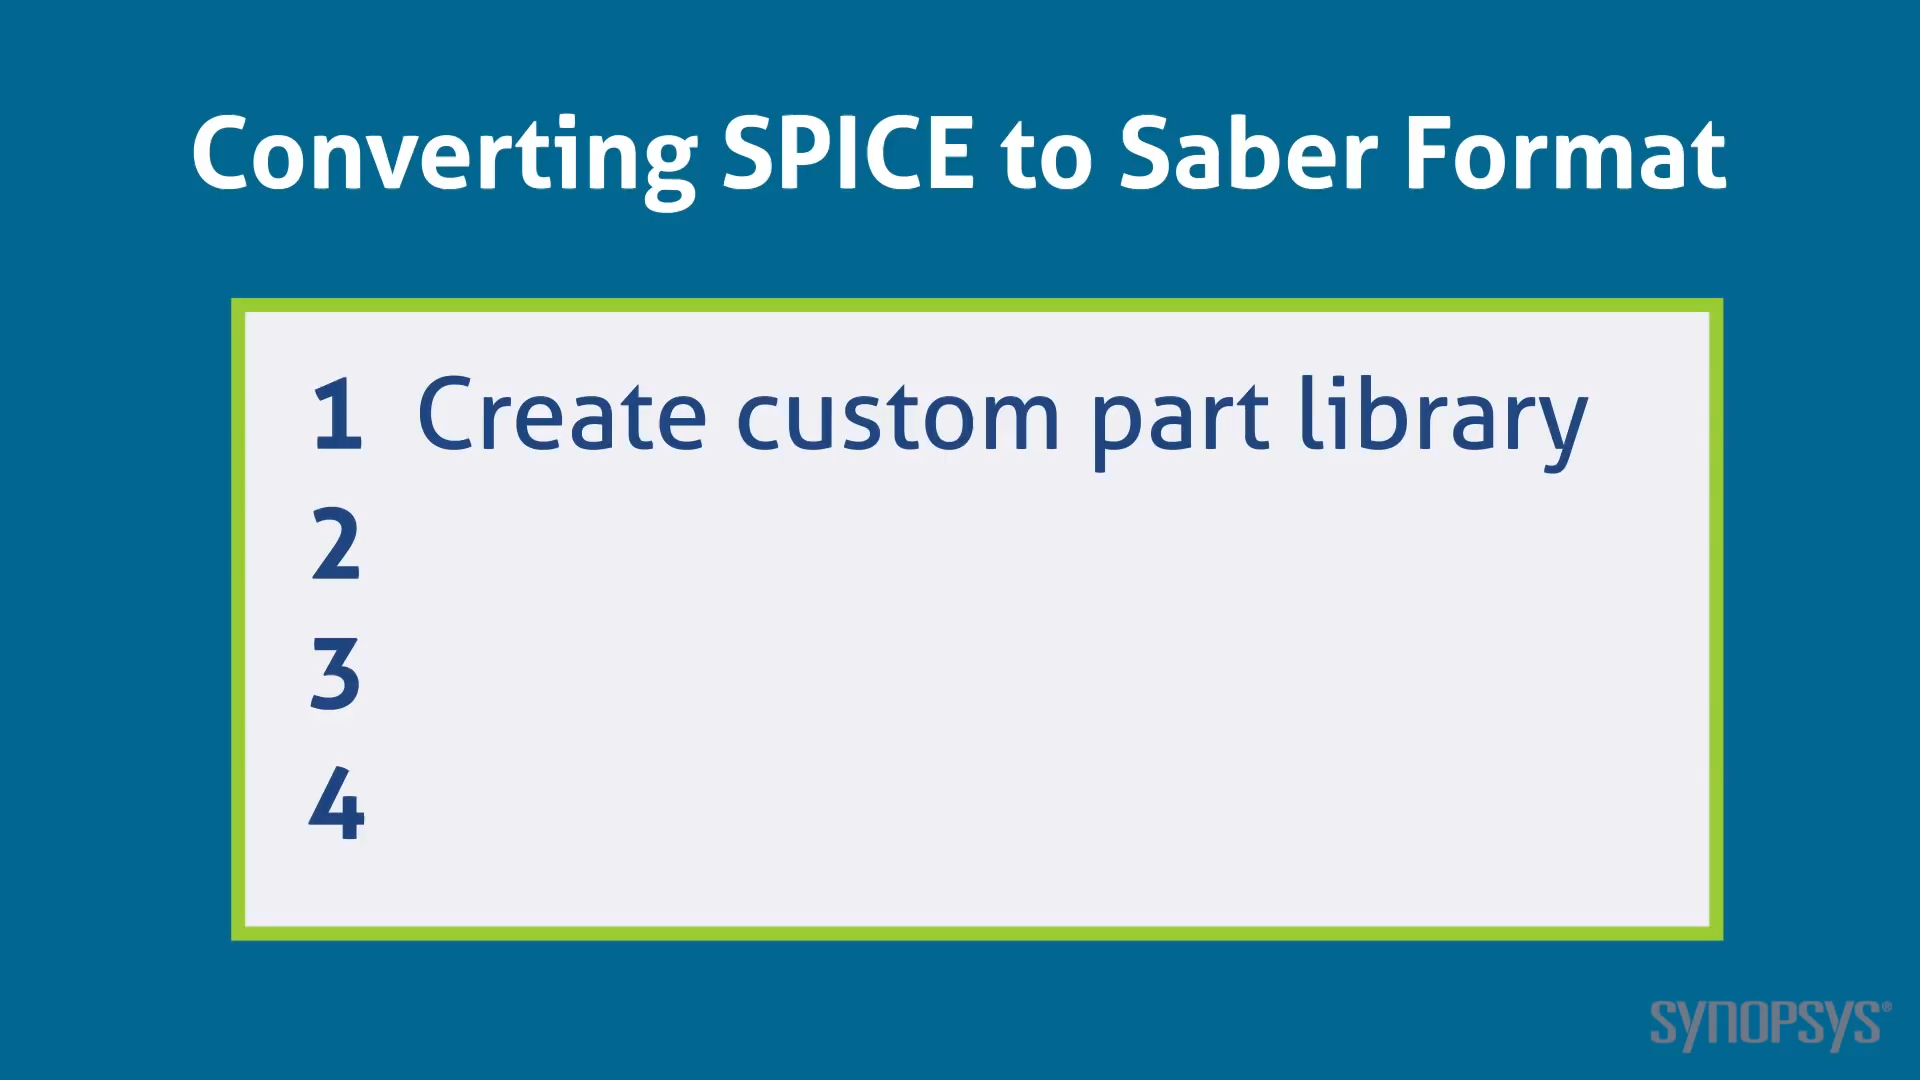 Converting SPICE to Saber Format
1 Create custom part library
2
3
4
SYNOPSYS®